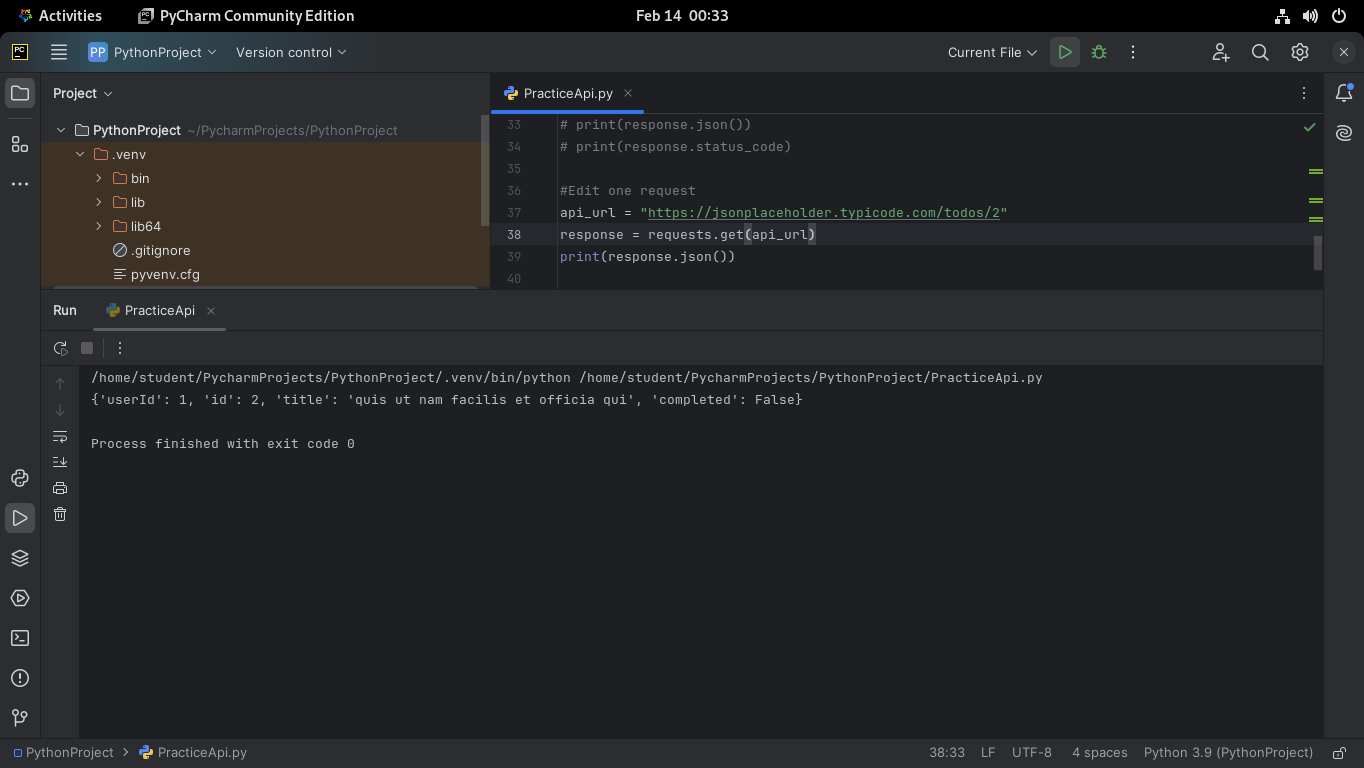 Activities PyCharm Community Edition Feb 14 00:33
PC PP PythonProject Version control Current File
Project PracticeApi.py
PythonProject ~/PycharmProjects/PythonProject
.venv
bin
lib
lib64
.gitignore
pyvenv.cfg
33 # print(response.json())
34 # print(response.status_code)
35
36 #Edit one request
37 api_url = "https://jsonplaceholder.typicode.com/todos/2"
38 response = requests.get(api_url)
39 print(response.json())
40
Run PracticeApi
/home/student/PycharmProjects/PythonProject/.venv/bin/python /home/student/PycharmProjects/PythonProject/PracticeApi.py
{'userId': 1, 'id': 2, 'title': 'quis ut nam facilis et officia qui', 'completed': False}
Process finished with exit code 0
PythonProject PracticeApi.py 38:33 LF UTF-8 4 spaces Python 3.9 (PythonProject)